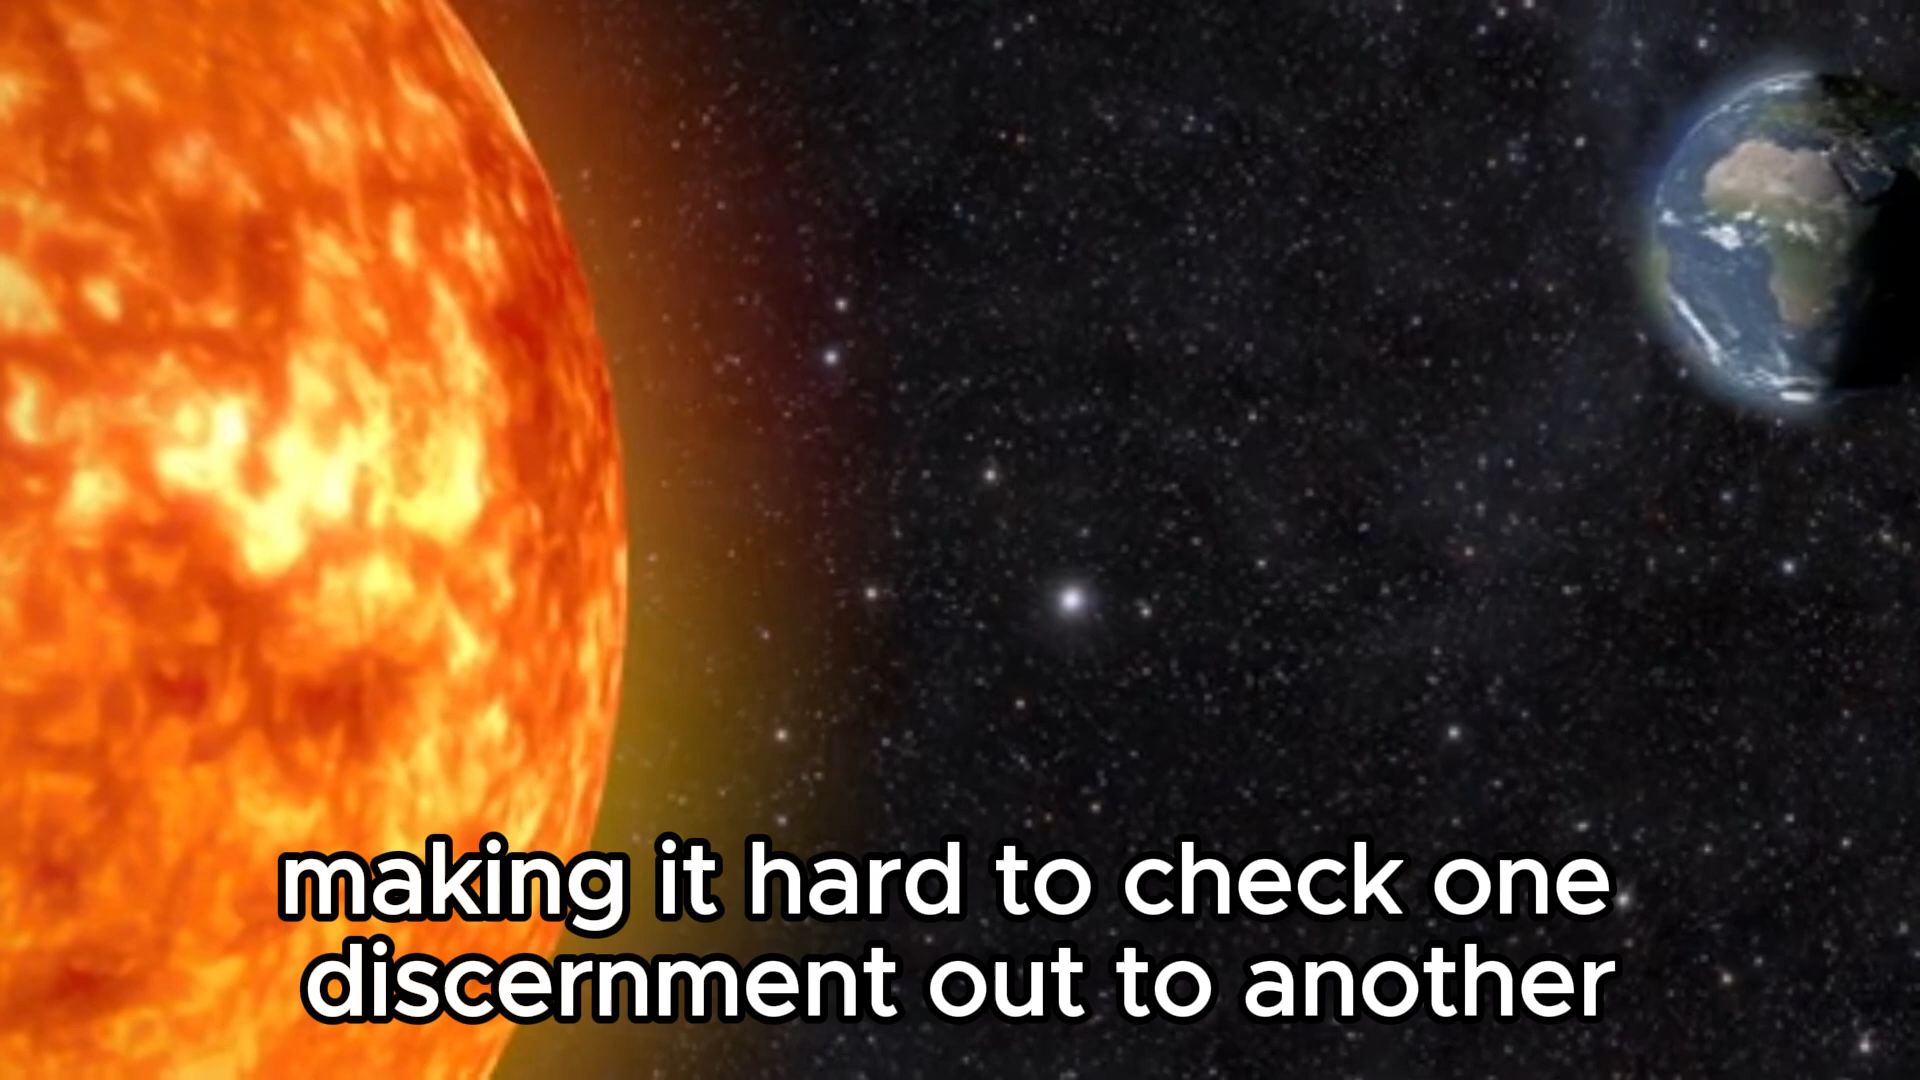 making it hard to check one
discernment out to another